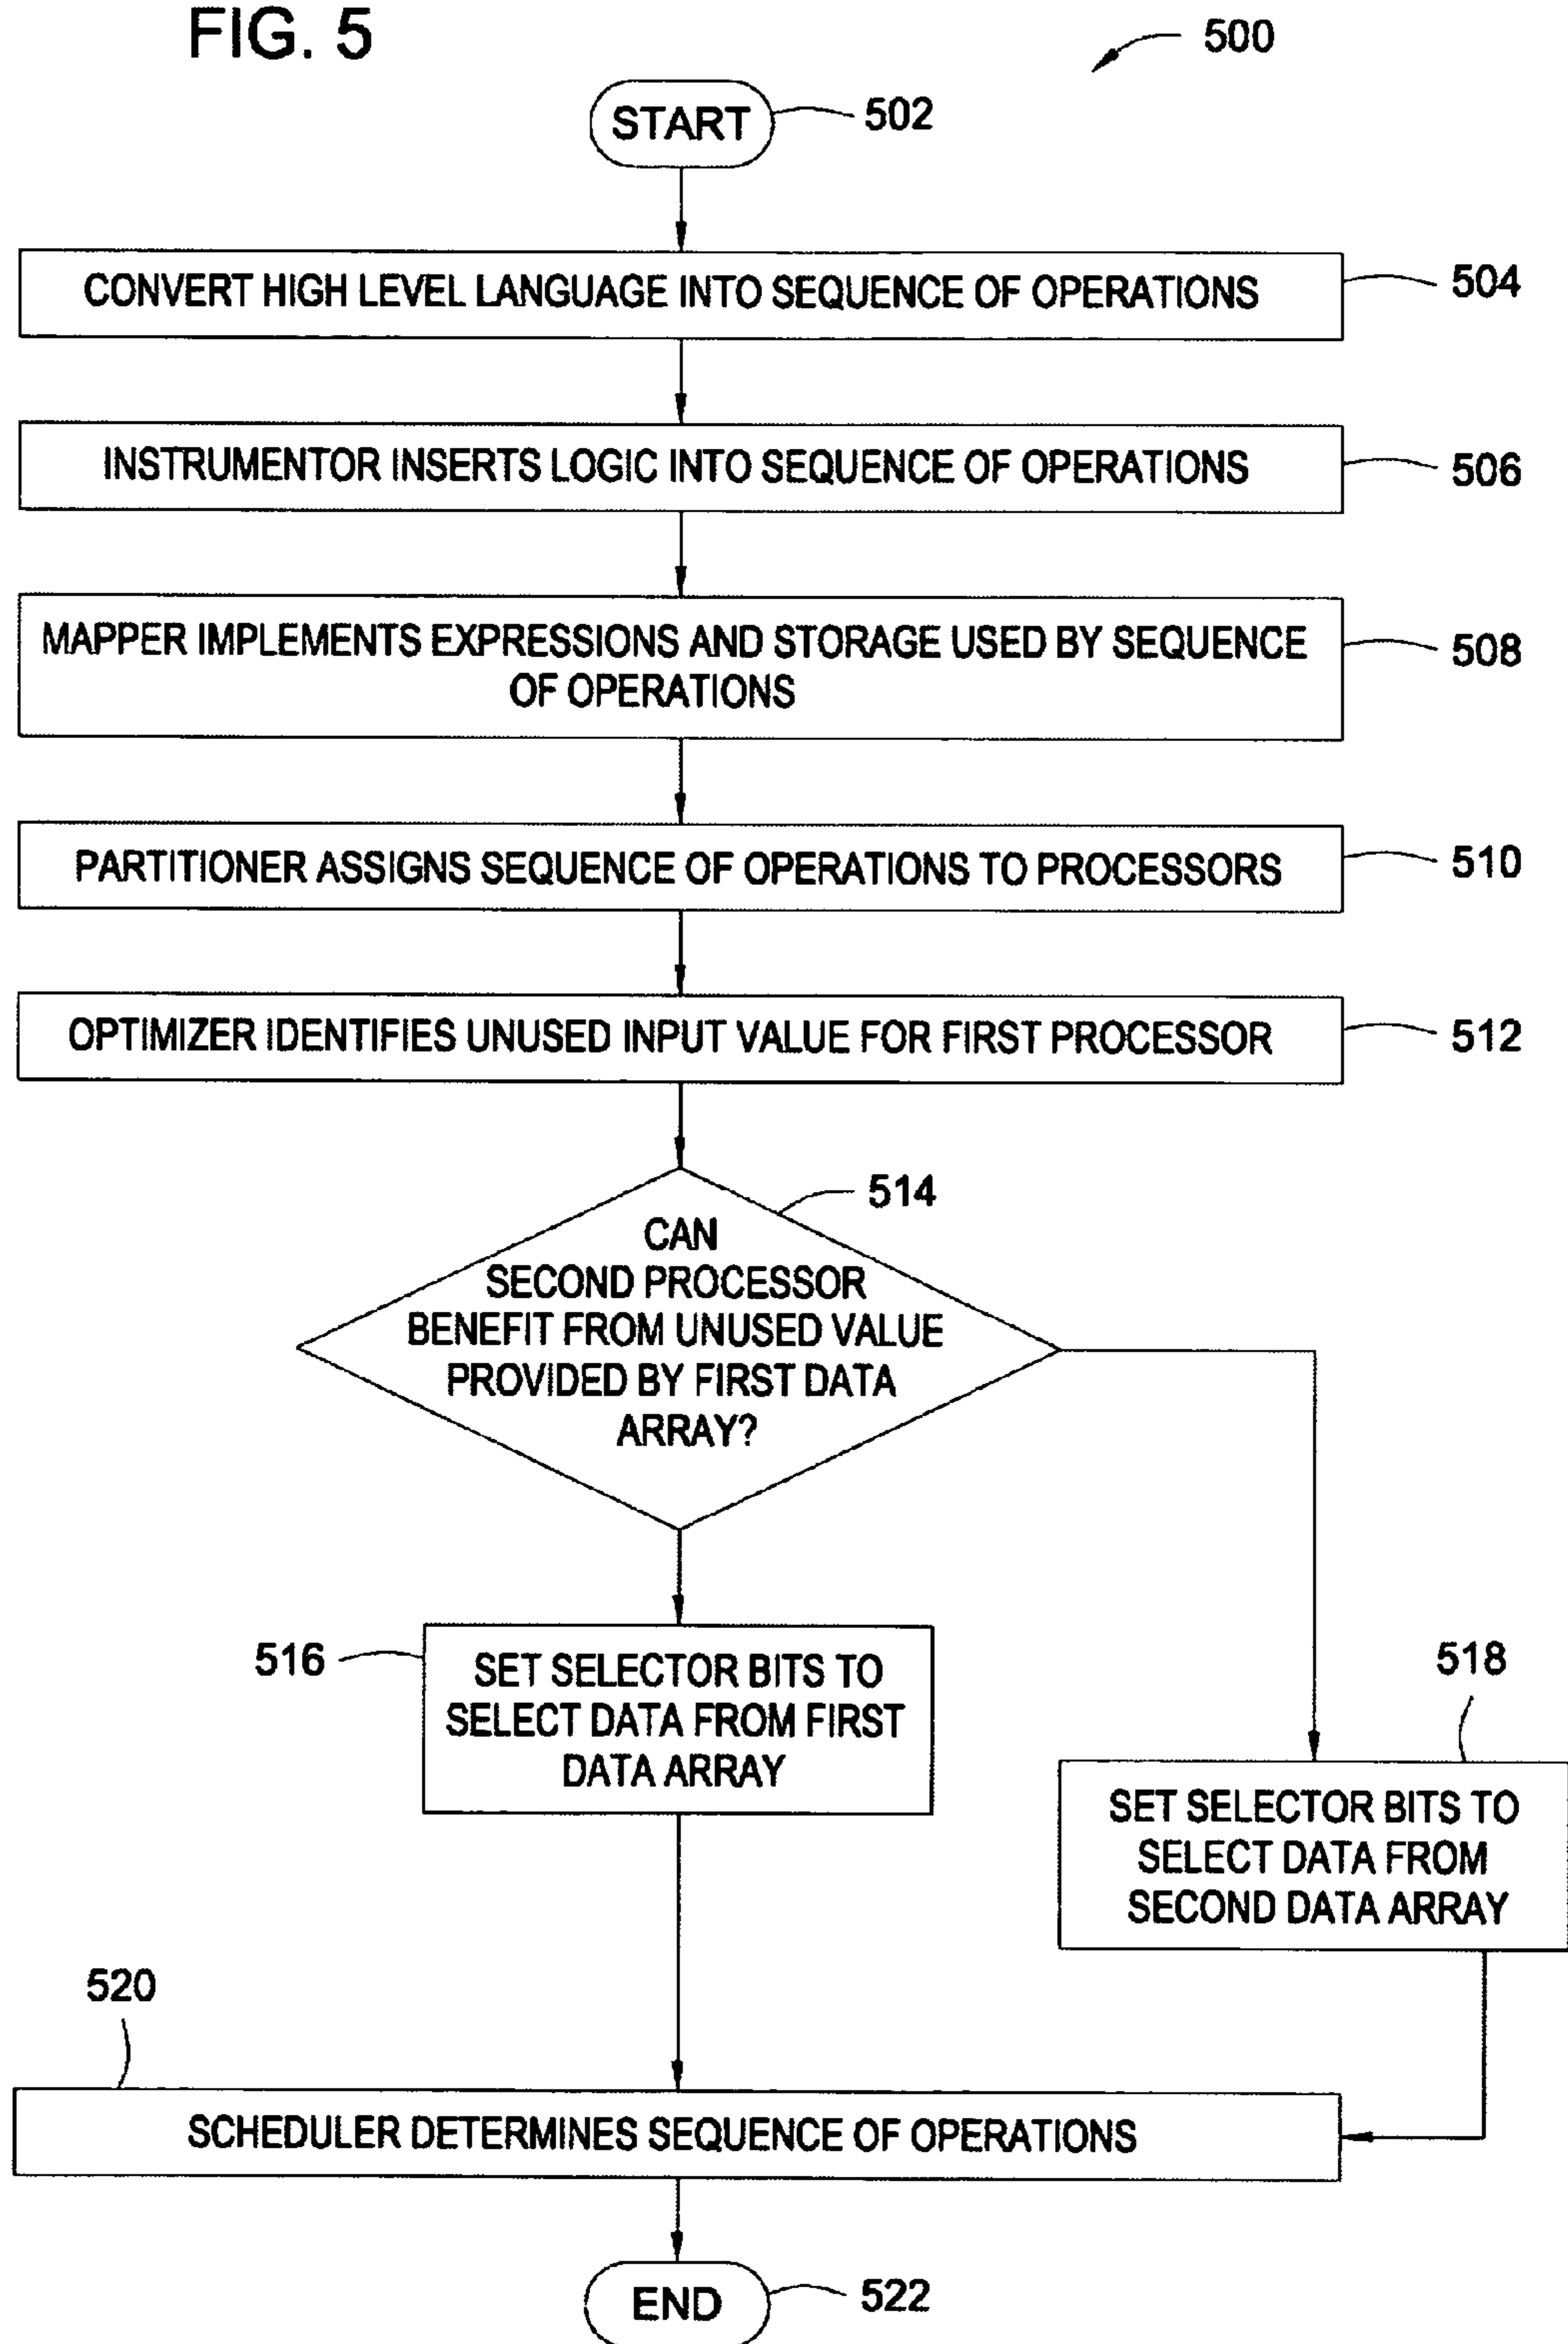 FIG. 5
500
START
502
CONVERT HIGH LEVEL LANGUAGE INTO SEQUENCE OF OPERATIONS
504
INSTRUMENTOR INSERTS LOGIC INTO SEQUENCE OF OPERATIONS
506
MAPPER IMPLEMENTS EXPRESSIONS AND STORAGE USED BY SEQUENCE
OF OPERATIONS
508
PARTITIONER ASSIGNS SEQUENCE OF OPERATIONS TO PROCESSORS
510
OPTIMIZER IDENTIFIES UNUSED INPUT VALUE FOR FIRST PROCESSOR
512
514
CAN
SECOND PROCESSOR
BENEFIT FROM UNUSED VALUE
PROVIDED BY FIRST DATA
ARRAY?
516
SET SELECTOR BITS TO
SELECT DATA FROM FIRST
DATA ARRAY
518
SET SELECTOR BITS TO
SELECT DATA FROM
SECOND DATA ARRAY
520
SCHEDULER DETERMINES SEQUENCE OF OPERATIONS
END
522